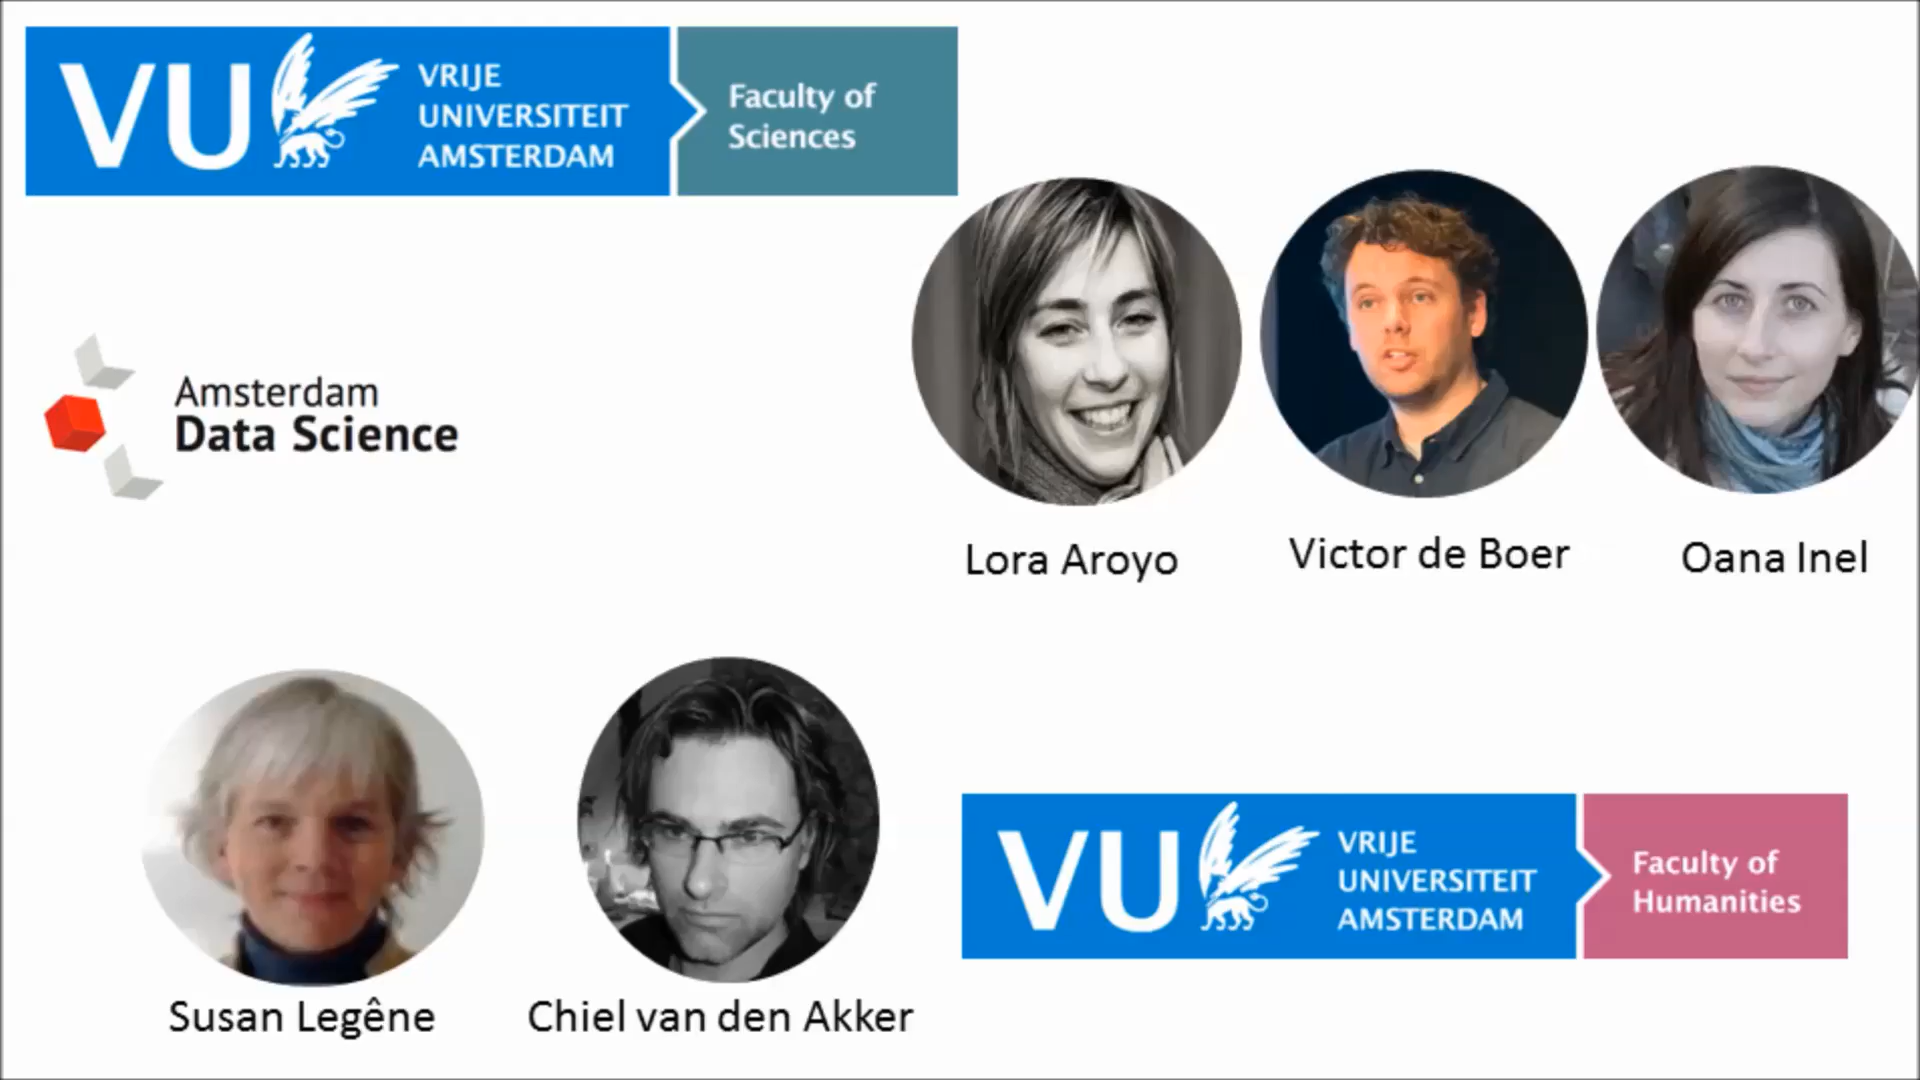 VU
VRIJE
UNIVERSITEIT
AMSTERDAM
Faculty of
Sciences
Amsterdam
Data Science
Lora Aroyo
Victor de Boer
Oana Inel
Susan Legêne
Chiel van den Akker
VU
VRIJE
UNIVERSITEIT
AMSTERDAM
Faculty of
Humanities